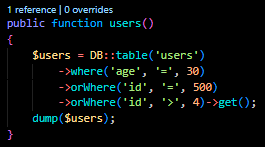 1 reference | 0 overrides
public function users()
{
    $users = DB::table('users')
        ->where('age', '=', 30)
        ->orWhere('id', '=', 500)
        ->orWhere('id', '>', 4)->get();
    dump($users);
}